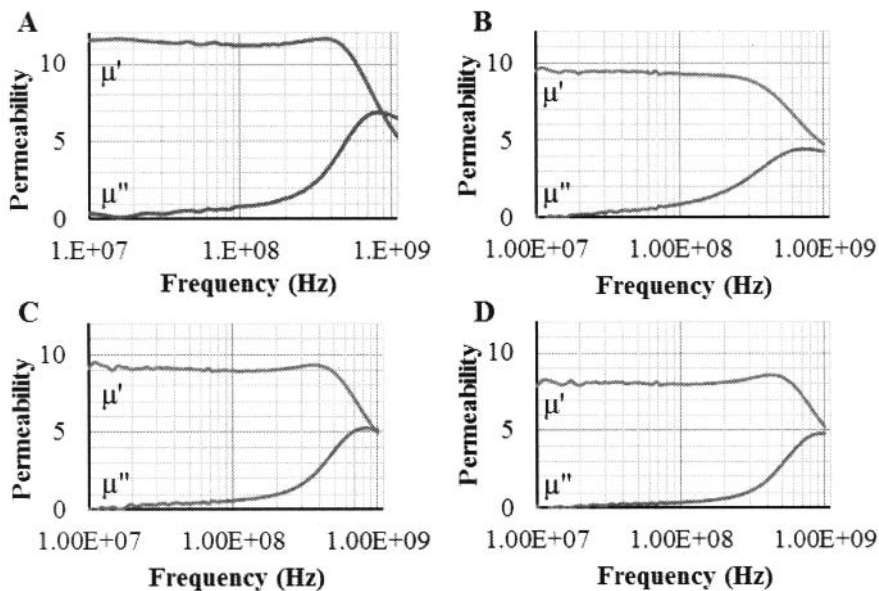 A
Permeability
10
5
0
μ'
μ"
1.E+07 1.E+08 1.E+09
Frequency (Hz)
B
Permeability
10
5
0
μ'
μ"
1.00E+07 1.00E+08 1.00E+09
Frequency (Hz)
C
Permeability
10
5
0
μ'
μ"
1.00E+07 1.00E+08 1.00E+09
Frequency (Hz)
D
Permeability
10
5
0
μ'
μ"
1.00E+07 1.00E+08 1.00E+09
Frequency (Hz)